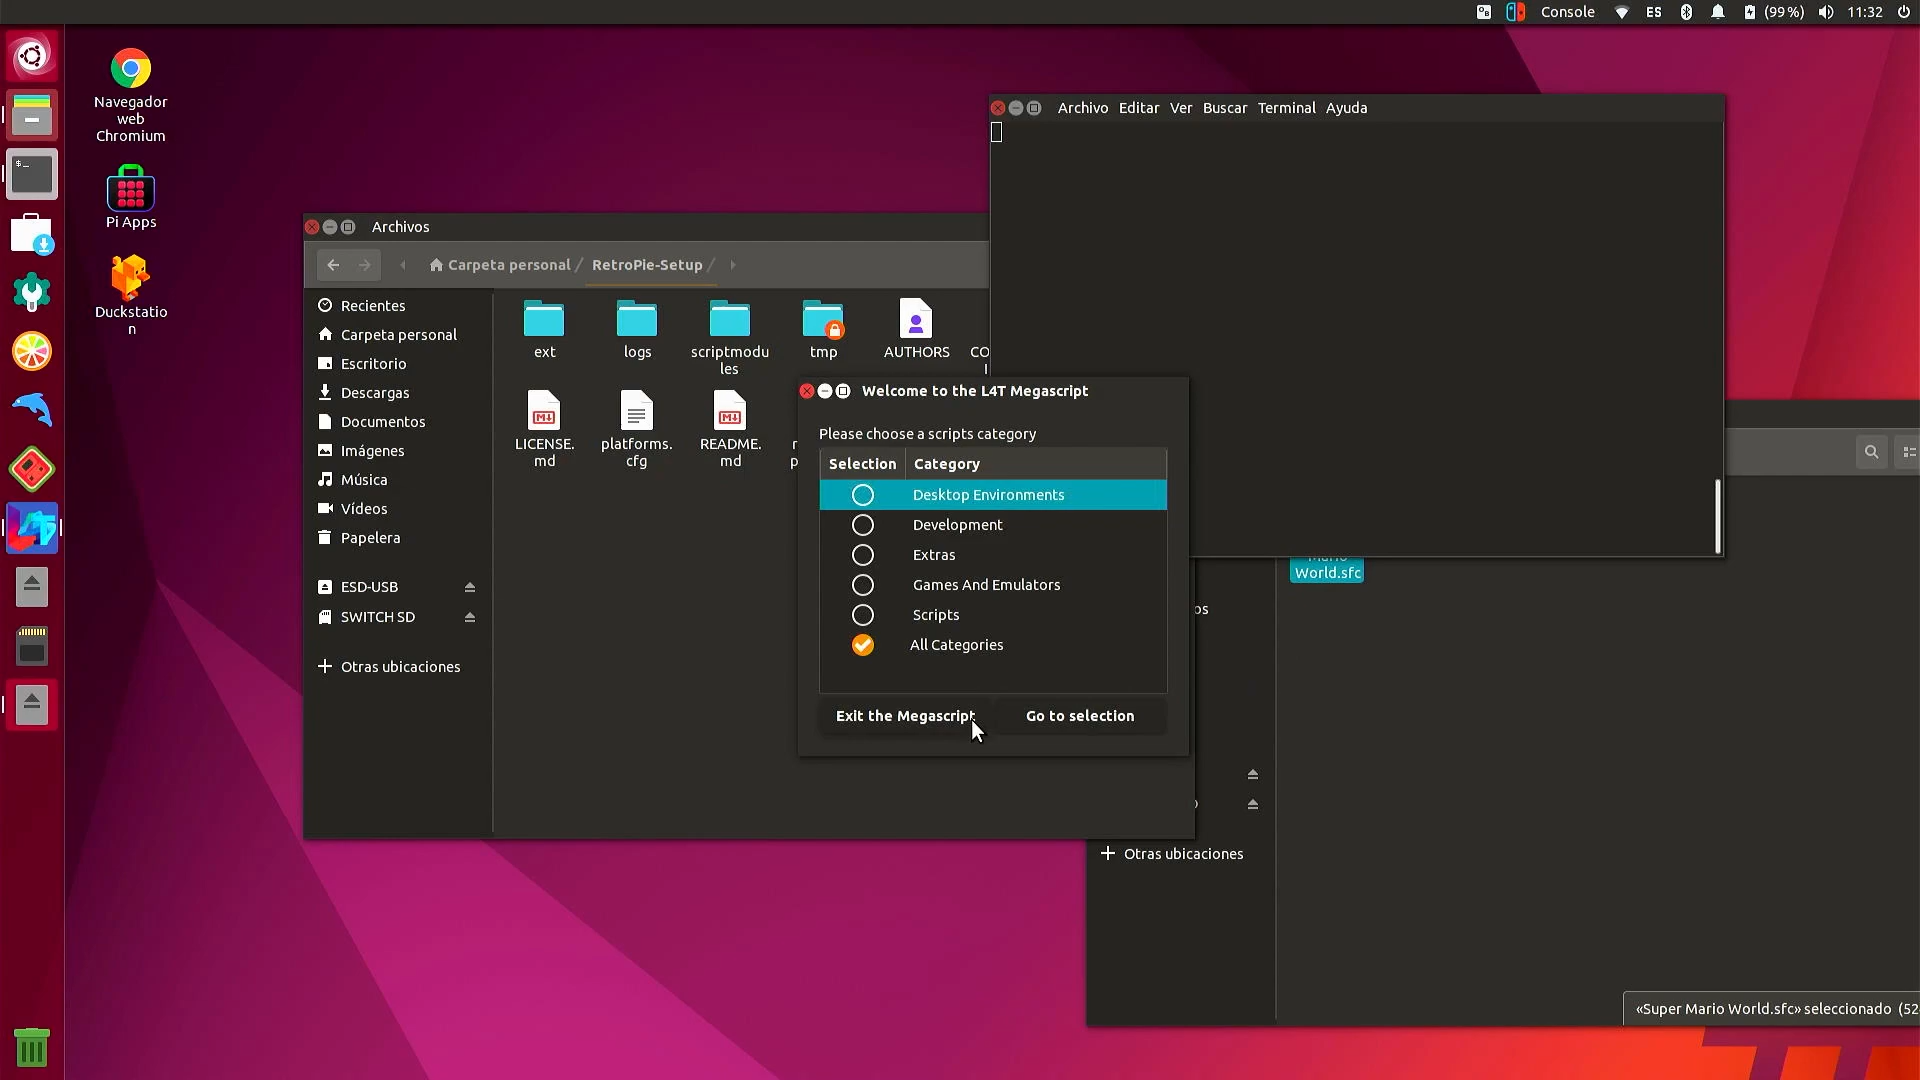 Console
ES
(99%)
11:32
Navegador
web
Chromium
Pi Apps
Duckstatio
n
Archivo Editar Ver Buscar Terminal Ayuda
Archivos
Carpeta personal / RetroPie-Setup /
Recientes
Carpeta personal
Escritorio
Descargas
Documentos
Imágenes
Música
Vídeos
Papelera
ESD-USB
SWITCH SD
Otras ubicaciones
ext
logs
scriptmodu
les
tmp
AUTHORS
CO
LICENSE.
md
platforms.
cfg
README.
md
Welcome to the L4T Megascript
Please choose a scripts category
Selection Category
Desktop Environments
Development
Extras
Games And Emulators
Scripts
All Categories
Exit the Megascript
Go to selection
Mario
World.sfc
os
Otras ubicaciones
«Super Mario World.sfc» seleccionado (52